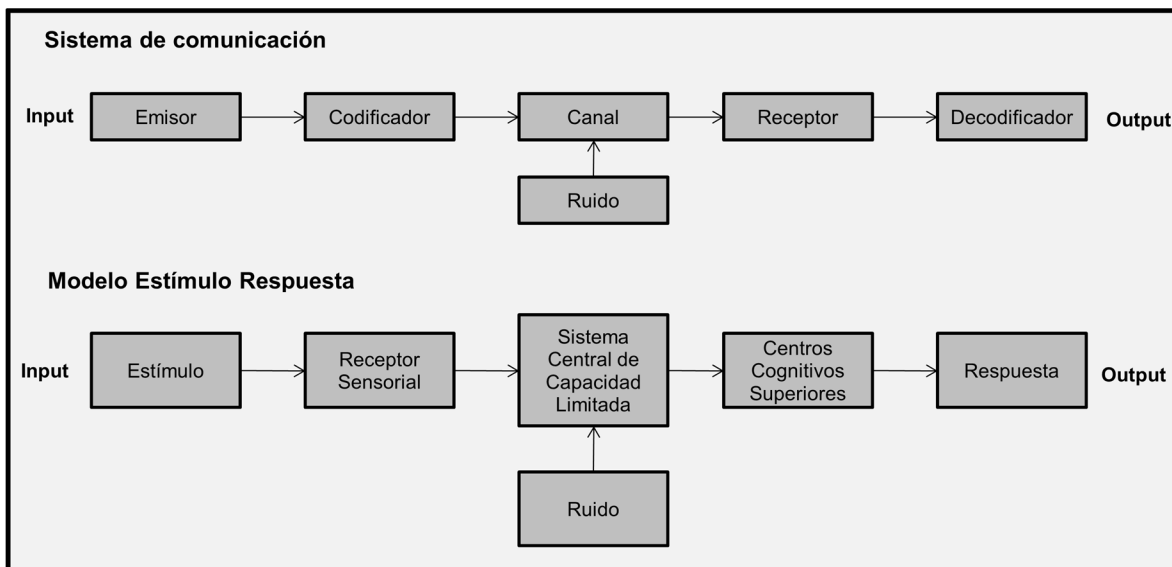 Sistema de comunicación
Input
Emisor
Codificador
Canal
Receptor
Decodificador
Output
Ruido
Modelo Estímulo Respuesta
Input
Estímulo
Receptor
Sensorial
Sistema
Central de
Capacidad
Limitada
Centros
Cognitivos
Superiores
Respuesta
Output
Ruido